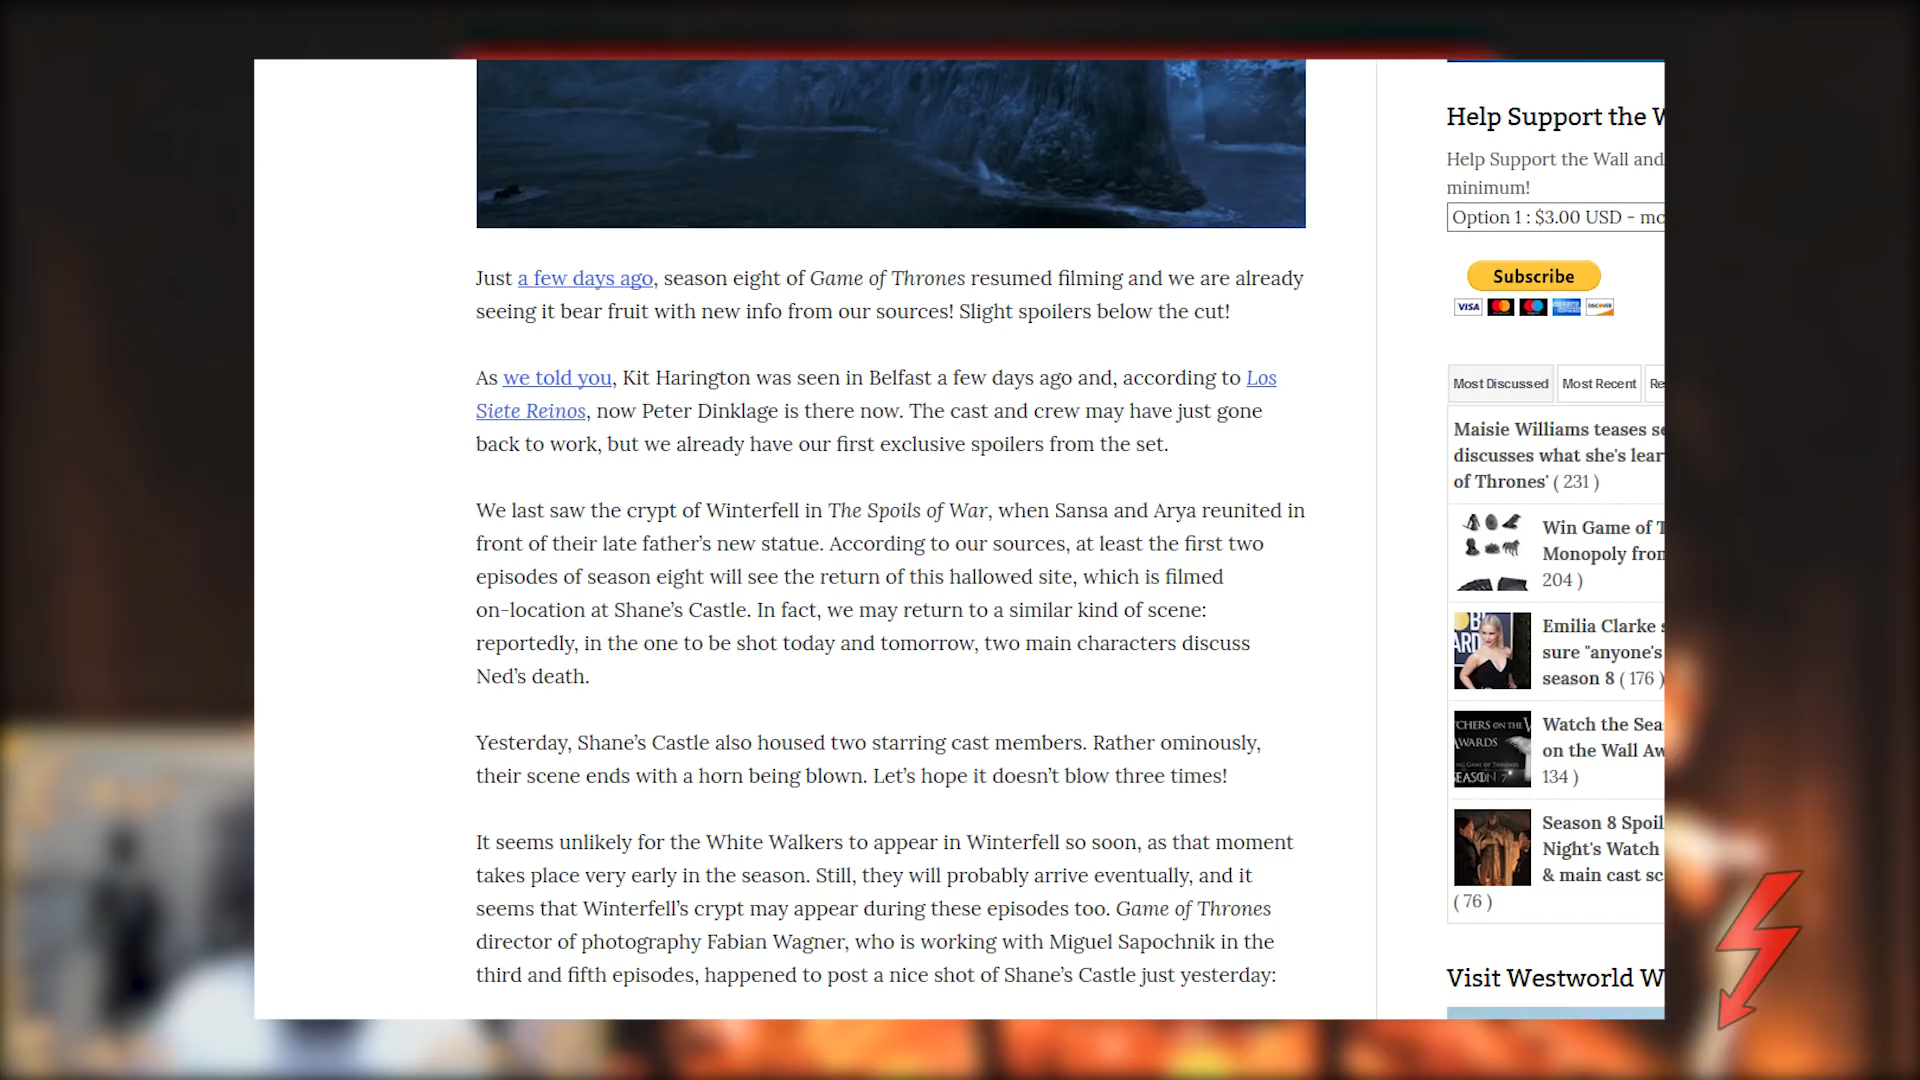 Just a few days ago, season eight of Game of Thrones resumed filming and we are already
seeing it bear fruit with new info from our sources! Slight spoilers below the cut!
As we told you, Kit Harington was seen in Belfast a few days ago and, according to Los
Siete Reinos, now Peter Dinklage is there now. The cast and crew may have just gone
back to work, but we already have our first exclusive spoilers from the set.
We last saw the crypt of Winterfell in The Spoils of War, when Sansa and Arya reunited in
front of their late father's new statue. According to our sources, at least the first two
episodes of season eight will see the return of this hallowed site, which is filmed
on-location at Shane's Castle. In fact, we may return to a similar kind of scene:
reportedly, in the one to be shot today and tomorrow, two main characters discuss
Ned's death.
Yesterday, Shane's Castle also housed two starring cast members. Rather ominously,
their scene ends with a horn being blown. Let's hope it doesn't blow three times!
It seems unlikely for the White Walkers to appear in Winterfell so soon, as that moment
takes place very early in the season. Still, they will probably arrive eventually, and it
seems that Winterfell's crypt may appear during these episodes too. Game of Thrones
director of photography Fabian Wagner, who is working with Miguel Sapochnik in the
third and fifth episodes, happened to post a nice shot of Shane's Castle just yesterday:
Help Support the W
Help Support the Wall and
minimum!
Option 1 : $3.00 USD - mo
Subscribe
VISA
DISCOVER
Most Discussed
Most Recent
Re
Maisie Williams teases se
discusses what she's lear
of Thrones' ( 231 )
Win Game of T
Monopoly from
204 )
Emilia Clarke s
sure "anyone's
season 8 ( 176 )
Watch the Sea
on the Wall Aw
134 )
TCHERS ON THE W
AWARDS
SEASON 7
Season 8 Spoil
Night's Watch
& main cast sc
( 76 )
Visit Westworld W